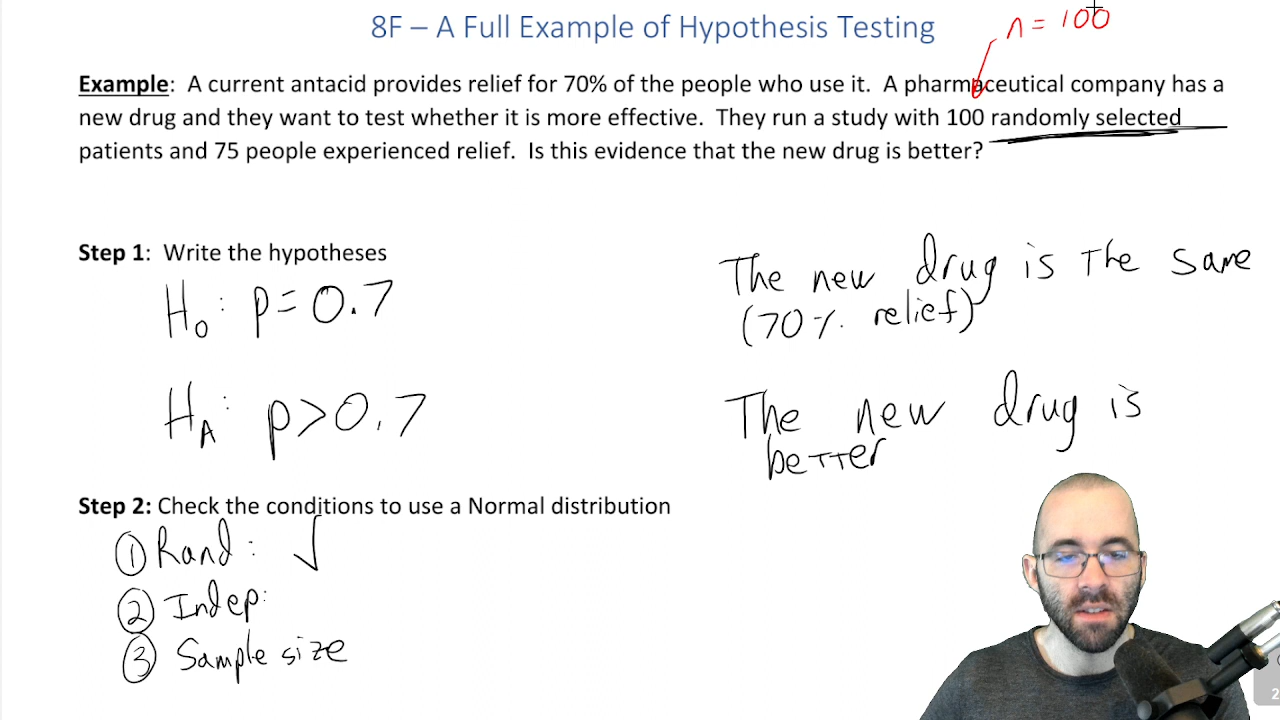 8F – A Full Example of Hypothesis Testing
n = 100
Example: A current antacid provides relief for 70% of the people who use it. A pharmaceutical company has a
new drug and they want to test whether it is more effective. They run a study with 100 randomly selected
patients and 75 people experienced relief. Is this evidence that the new drug is better?
Step 1: Write the hypotheses
H₀: p = 0.7
The new drug is the same
(70% relief)
H_A: p > 0.7
The new drug is
better
Step 2: Check the conditions to use a Normal distribution
① Rand: √
② Indep:
③ Sample size
2